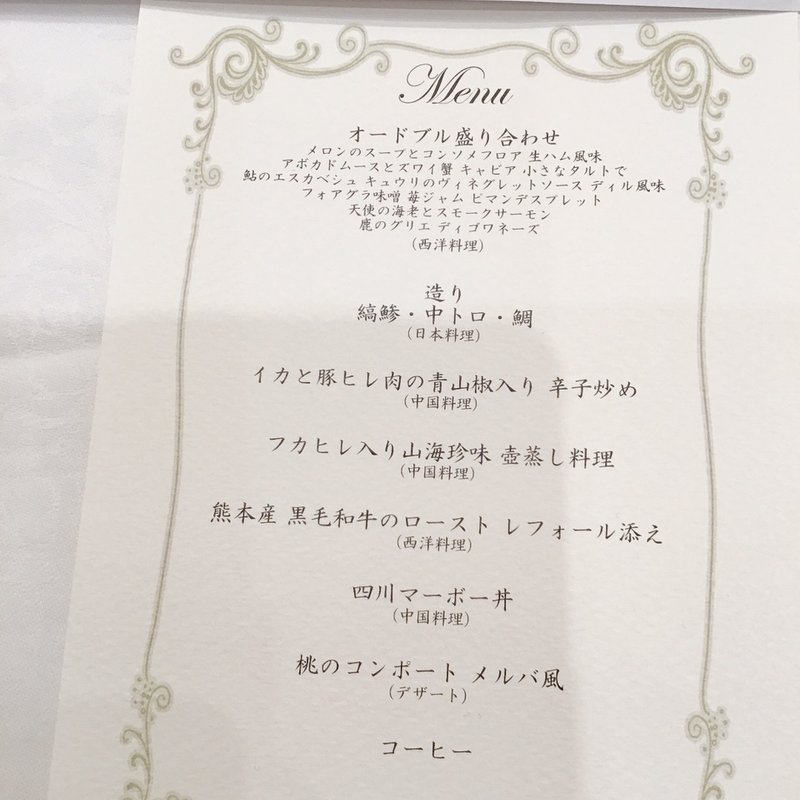 Menu
オードブル盛り合わせ
メロンのスープとコンソメフロア 生ハム風味
アボカドムースとズワイ蟹 キャビア 小さなタルトで
鮎のエスカベシュ キュウリのヴィネグレットソース ディル風味
フォアグラ味噌 苺ジャム ピマンデスプレット
天使の海老とスモークサーモン
鹿のグリエ ディゴワネーズ
(西洋料理)
造り
縞鯵・中トロ・鯛
(日本料理)
イカと豚ヒレ肉の青山椒入り 辛子炒め
(中国料理)
フカヒレ入り山海珍味 壺蒸し料理
(中国料理)
熊本産 黒毛和牛のロースト レフォール添え
(西洋料理)
四川マーボー丼
(中国料理)
桃のコンポート メルバ風
(デザート)
コーヒー